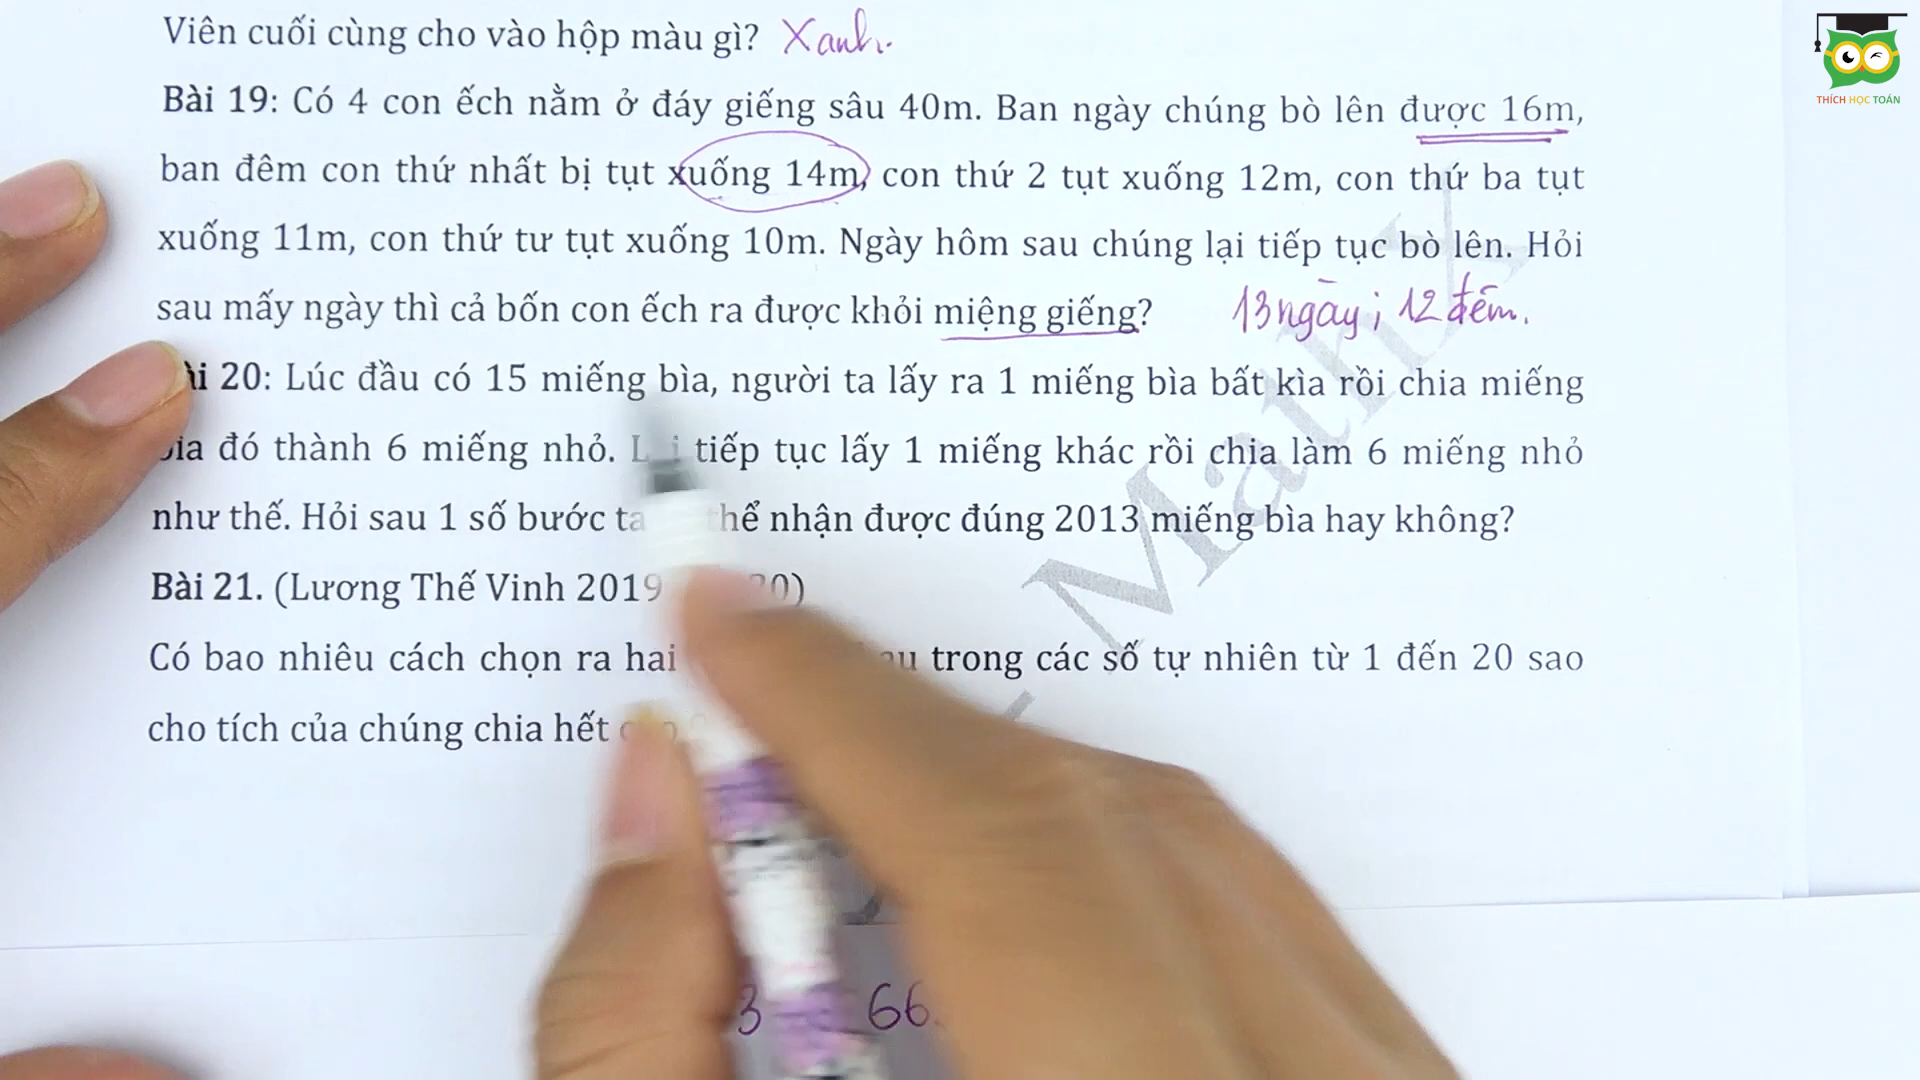 Viên cuối cùng cho vào hộp màu gì? Xanh.
THÍCH HỌC TOÁN
Bài 19: Có 4 con ếch nằm ở đáy giếng sâu 40m. Ban ngày chúng bò lên được 16m,
ban đêm con thứ nhất bị tụt xuống 14m, con thứ 2 tụt xuống 12m, con thứ ba tụt
xuống 11m, con thứ tư tụt xuống 10m. Ngày hôm sau chúng lại tiếp tục bò lên. Hỏi
sau mấy ngày thì cả bốn con ếch ra được khỏi miệng giếng? 13 ngày; 12 đêm.
20: Lúc đầu có 15 miếng bìa, người ta lấy ra 1 miếng bìa bất kìa rồi chia miếng
đó thành 6 miếng nhỏ. tiếp tục lấy 1 miếng khác rồi chia làm 6 miếng nhỏ
như thế. Hỏi sau 1 số bước ta thể nhận được đúng 2013 miếng bìa hay không?
Bài 21. (Lương Thế Vinh 2019
Có bao nhiêu cách chọn ra hai trong các số tự nhiên từ 1 đến 20 sao
cho tích của chúng chia hết
MathX
3 66